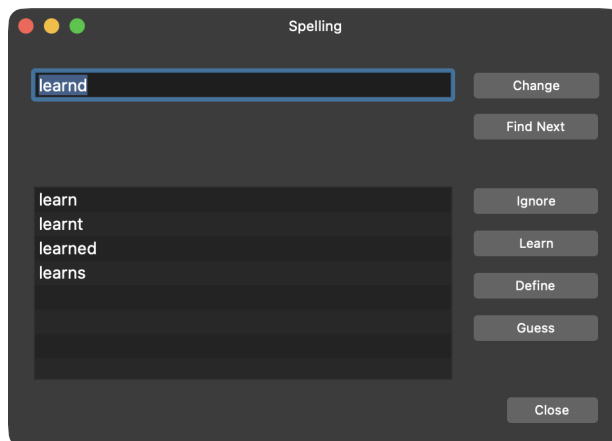 Spelling
learnd
Change
Find Next
learn
learnt
learned
learns
Ignore
Learn
Define
Guess
Close